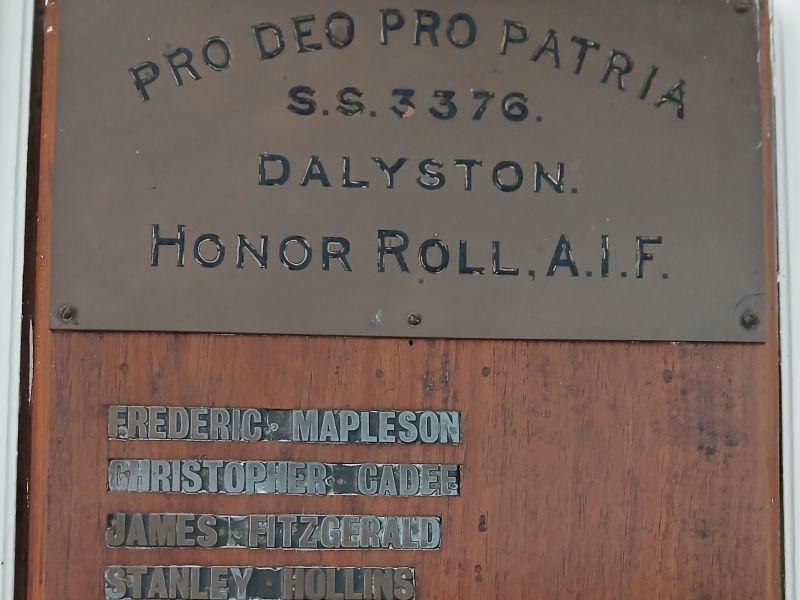 PRO DEO PRO PATRIA
S.S. 3376.
DALYSTON.
HONOR ROLL, A.I.F.
FREDERIC MAPLESON
CHRISTOPHER CADEE
JAMES FITZGERALD
STANLEY HOLLINS